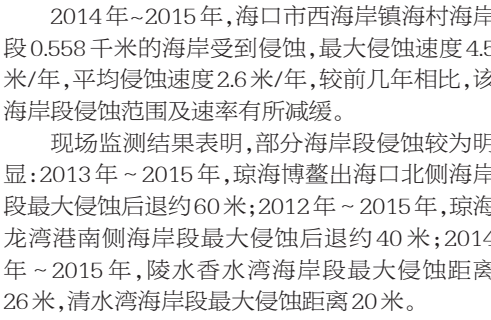 2014年~2015年,海口市西海岸镇海村海岸
段0.558千米的海岸受到侵蚀,最大侵蚀速度4.5
米/年,平均侵蚀速度2.6米/年,较前几年相比,该
海岸段侵蚀范围及速率有所减缓。
现场监测结果表明,部分海岸段侵蚀较为明
显:2013年~2015年,琼海博鳌出海口北侧海岸
段最大侵蚀后退约60米;2012年~2015年,琼海
龙湾港南侧海岸段最大侵蚀后退约40米;2014
年~2015年,陵水香水湾海岸段最大侵蚀距离
26米,清水湾海岸段最大侵蚀距离20米。